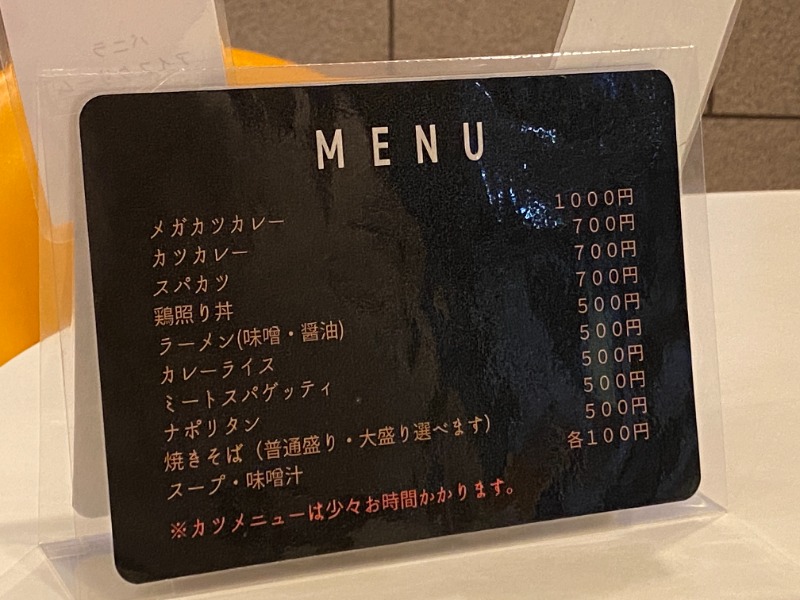 MENU
メガカツカレー 1000円
カツカレー 700円
スパカツ 700円
鶏照り丼 700円
ラーメン(味噌・醤油) 500円
カレーライス 500円
ミートスパゲッティ 500円
ナポリタン 500円
焼きそば（普通盛り・大盛り選べます） 500円
スープ・味噌汁 各100円
※カツメニューは少々お時間かかります。
バニラ